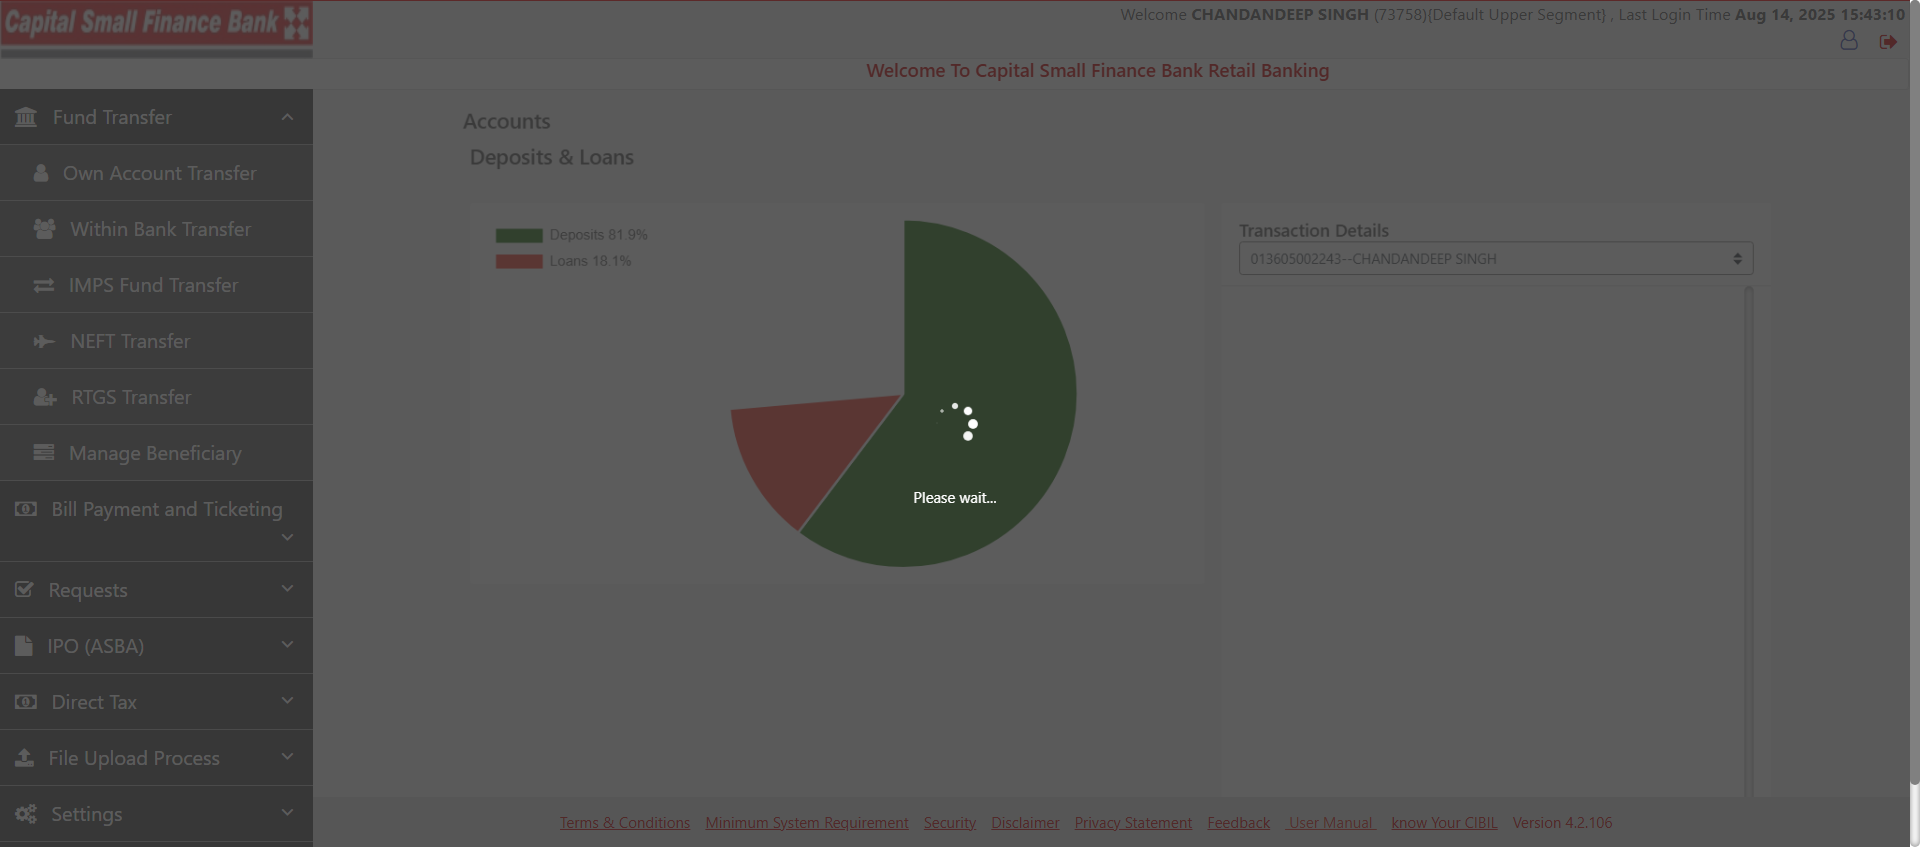 Capital Small Finance Bank
Welcome CHANDANDEEP SINGH (73758){Default Upper Segment} , Last Login Time Aug 14, 2025 15:43:10
Welcome To Capital Small Finance Bank Retail Banking
Fund Transfer
Own Account Transfer
Within Bank Transfer
IMPS Fund Transfer
NEFT Transfer
RTGS Transfer
Manage Beneficiary
Bill Payment and Ticketing
Requests
IPO (ASBA)
Direct Tax
File Upload Process
Settings
Accounts
Deposits & Loans
Deposits 81.9%
Loans 18.1%
Please wait...
Transaction Details
013605002243--CHANDANDEEP SINGH
Terms & Conditions Minimum System Requirement Security Disclaimer Privacy Statement Feedback User Manual know Your CIBIL Version 4.2.106